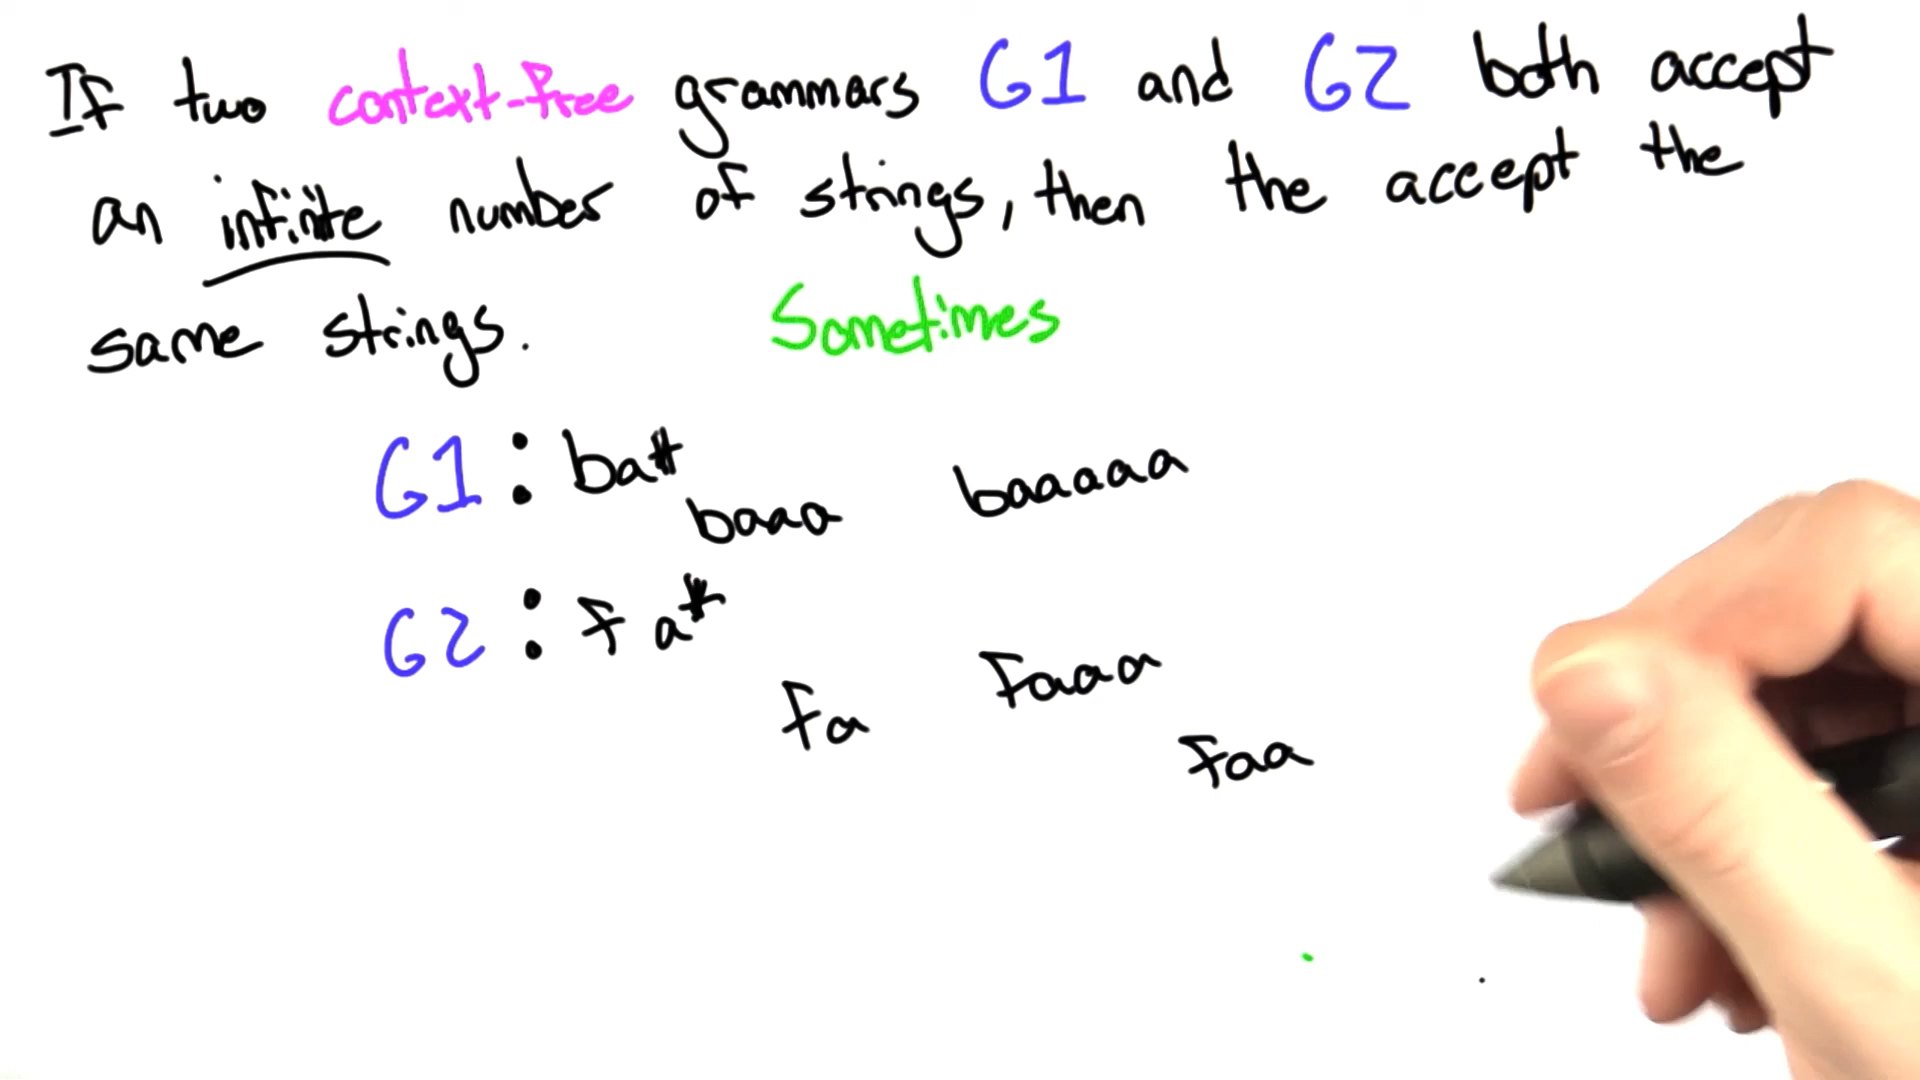 If two context-free grammars G1 and G2 both accept
an infinite number of strings, then the accept the
same strings. Sometimes
G1: ba*
baaa baaaaa
G2: fa*
fa faaa
faa